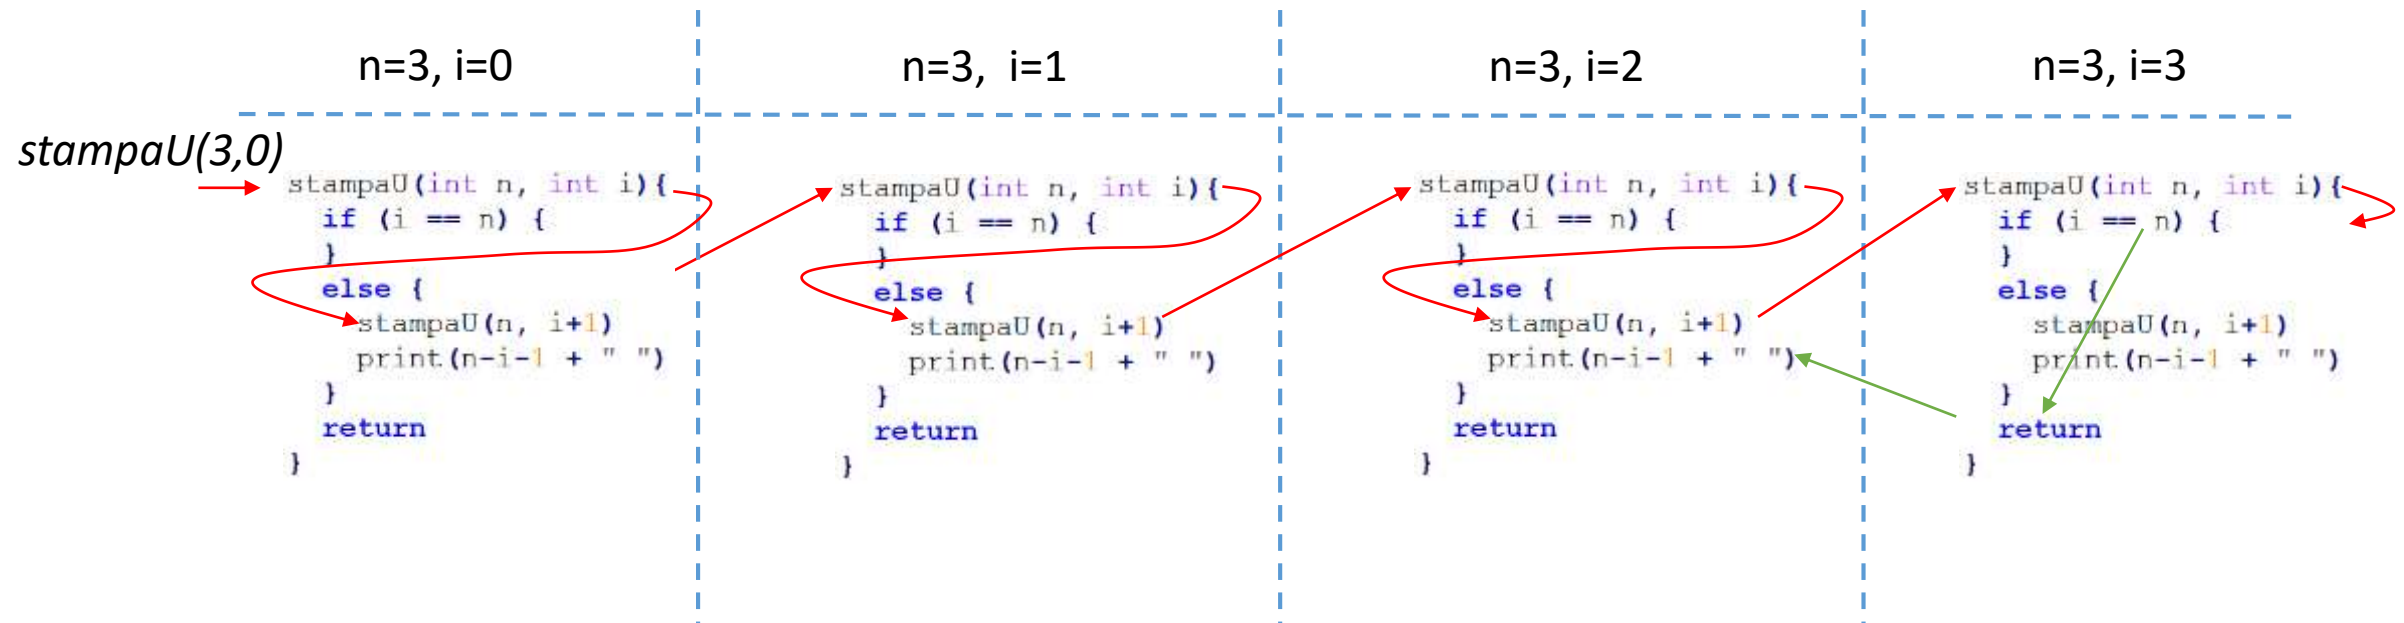 n=3, i=0
n=3, i=1
n=3, i=2
n=3, i=3
stampaU(3,0)
stampaU(int n, int i){
if (i == n) {
}
else {
stampaU(n, i+1)
print(n-i-1 + " ")
}
return
}
stampaU(int n, int i){
if (i == n) {
}
else {
stampaU(n, i+1)
print(n-i-1 + " ")
}
return
}
stampaU(int n, int i){
if (i == n) {
}
else {
stampaU(n, i+1)
print(n-i-1 + " ")
}
return
}
stampaU(int n, int i){
if (i == n) {
}
else {
stampaU(n, i+1)
print(n-i-1 + " ")
}
return
}